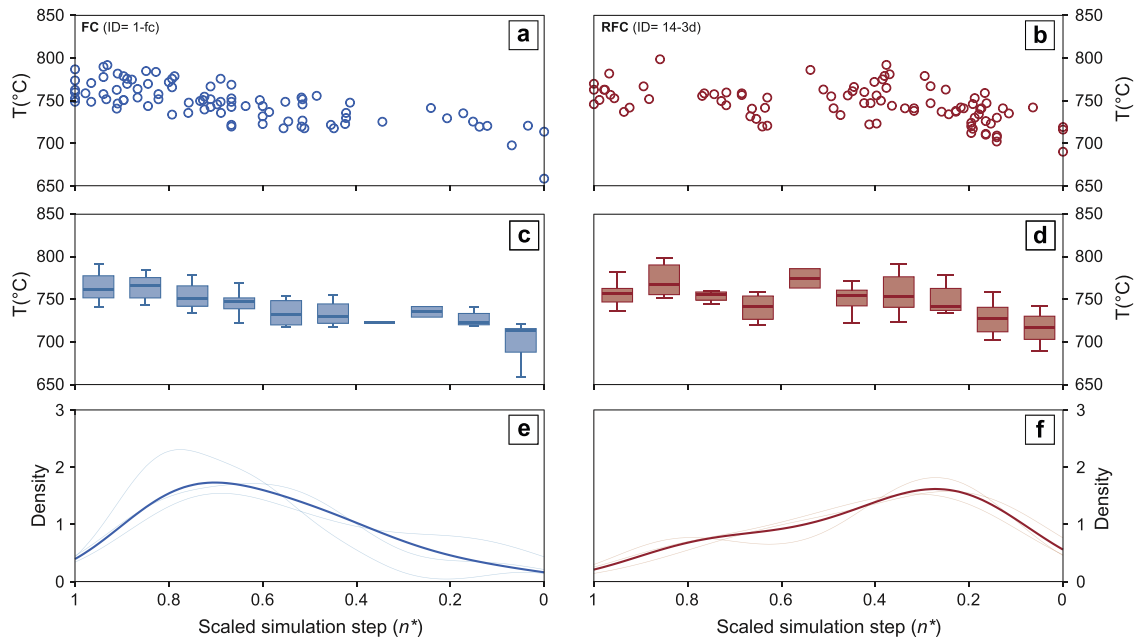 850
800
750
700
650
T(°C)
FC (ID= 1-fc)
a
RFC (ID= 14-3d)
b
850
800
750
700
650
T(°C)
850
800
750
700
650
T(°C)
c
d
850
800
750
700
650
T(°C)
3
2
1
0
Density
e
f
3
2
1
0
Density
1 0.8 0.6 0.4 0.2 0
1 0.8 0.6 0.4 0.2 0
Scaled simulation step (n*)
Scaled simulation step (n*)